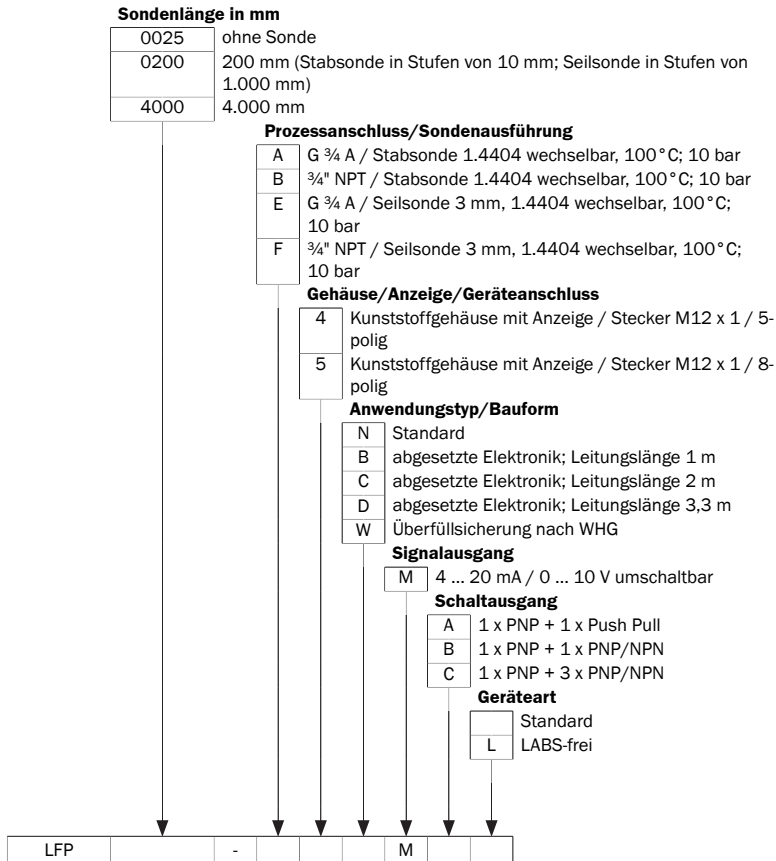 Sondenlänge in mm
0025 ohne Sonde
0200 200 mm (Stabsonde in Stufen von 10 mm; Seilsonde in Stufen von
1.000 mm)
4000 4.000 mm
Prozessanschluss/Sondenausführung
A G ¾ A / Stabsonde 1.4404 wechselbar, 100°C; 10 bar
B ¾" NPT / Stabsonde 1.4404 wechselbar, 100°C; 10 bar
E G ¾ A / Seilsonde 3 mm, 1.4404 wechselbar, 100°C;
10 bar
F ¾" NPT / Seilsonde 3 mm, 1.4404 wechselbar, 100°C;
10 bar
Gehäuse/Anzeige/Geräteanschluss
4 Kunststoffgehäuse mit Anzeige / Stecker M12 x 1 / 5-
polig
5 Kunststoffgehäuse mit Anzeige / Stecker M12 x 1 / 8-
polig
Anwendungstyp/Bauform
N Standard
B abgesetzte Elektronik; Leitungslänge 1 m
C abgesetzte Elektronik; Leitungslänge 2 m
D abgesetzte Elektronik; Leitungslänge 3,3 m
W Überfüllsicherung nach WHG
Signalausgang
M 4 ... 20 mA / 0 ... 10 V umschaltbar
Schaltausgang
A 1 x PNP + 1 x Push Pull
B 1 x PNP + 1 x PNP/NPN
C 1 x PNP + 3 x PNP/NPN
Geräteart
Standard
L LABS-frei
LFP - M